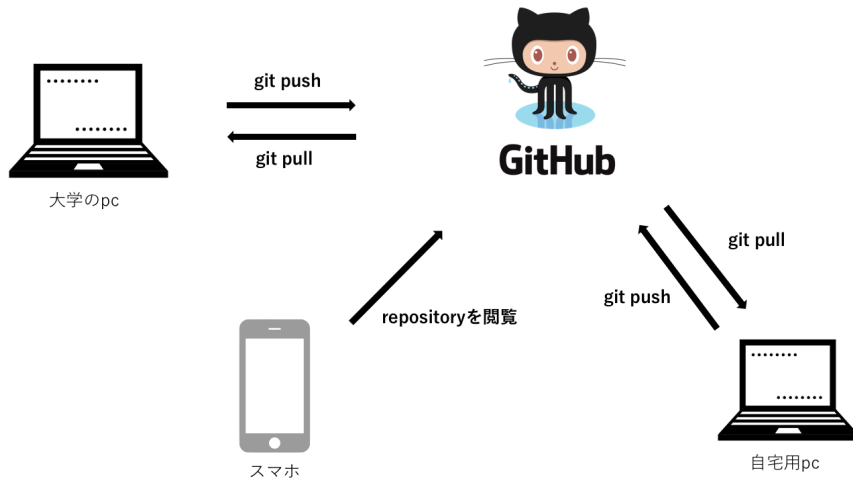 git push
git pull
GitHub
大学のpc
git pull
git push
repositoryを閲覧
スマホ
自宅用pc